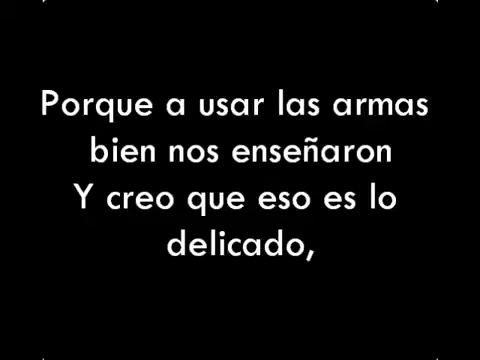 Porque a usar las armas
bien nos enseñaron
Y creo que eso es lo
delicado,